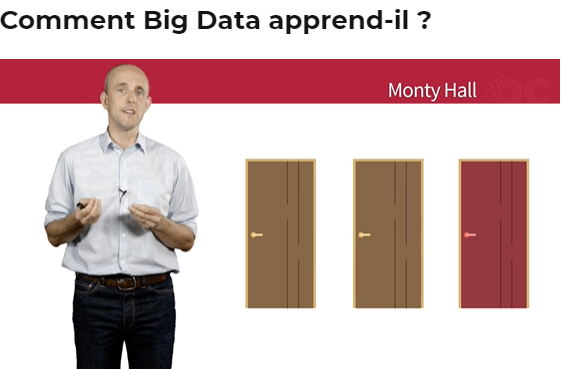 Comment Big Data apprend-il ?
Monty Hall